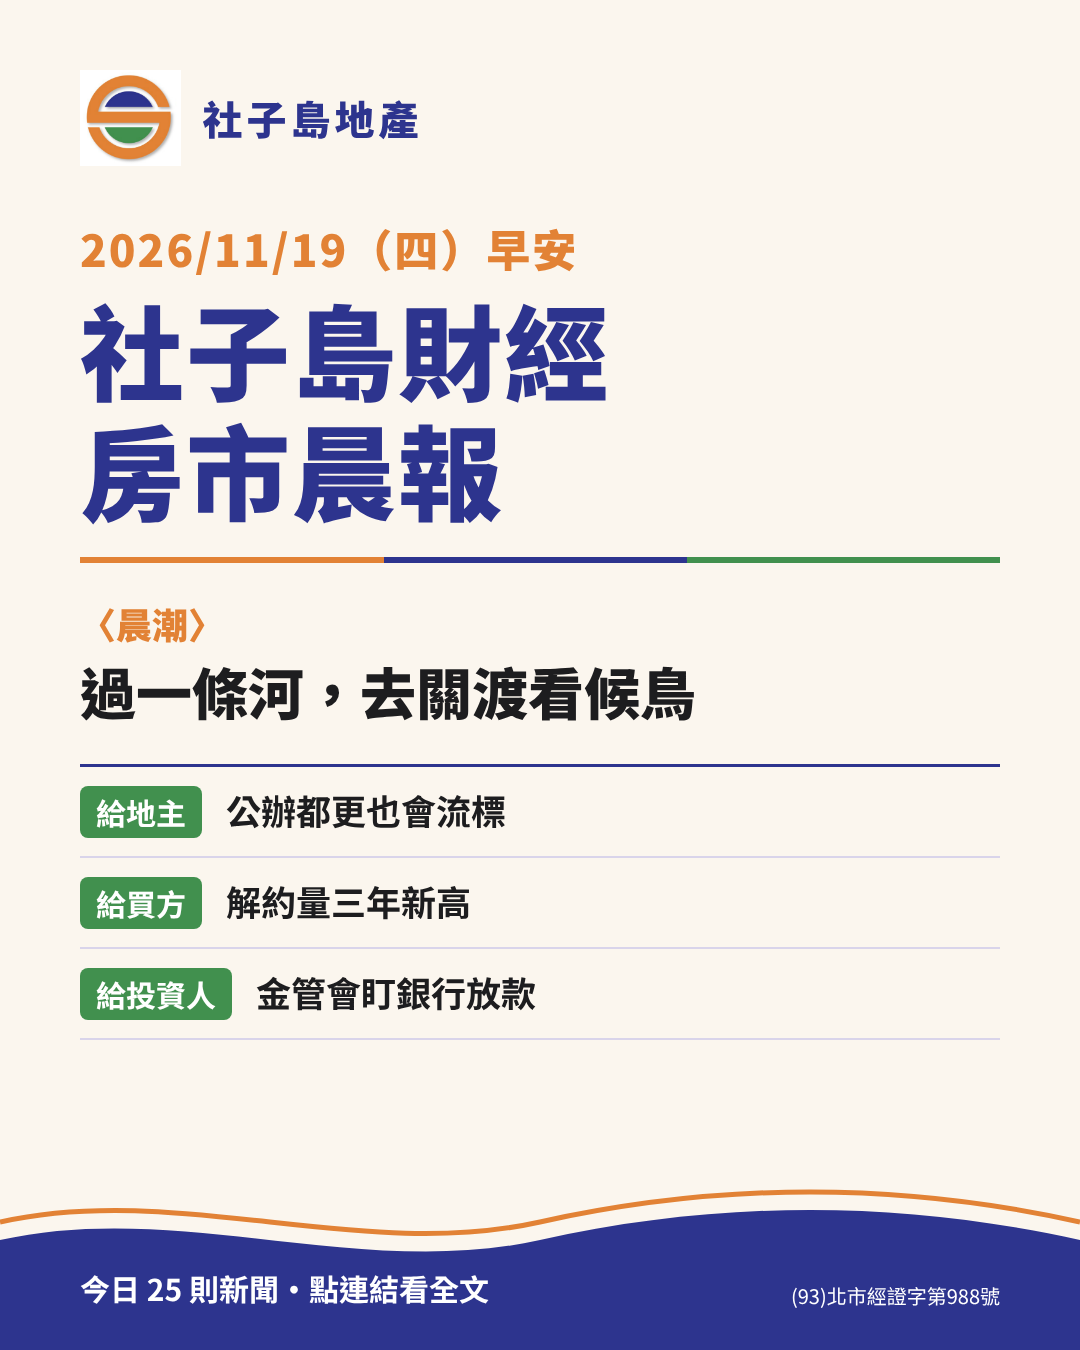 社子島地產
2026/11/19（四）早安
社子島財經
房市晨報
〈晨潮〉
過一條河，去關渡看候鳥
給地主 公辦都更也會流標
給買方 解約量三年新高
給投資人 金管會盯銀行放款
今日 25 則新聞・點連結看全文
(93)北市經證字第988號